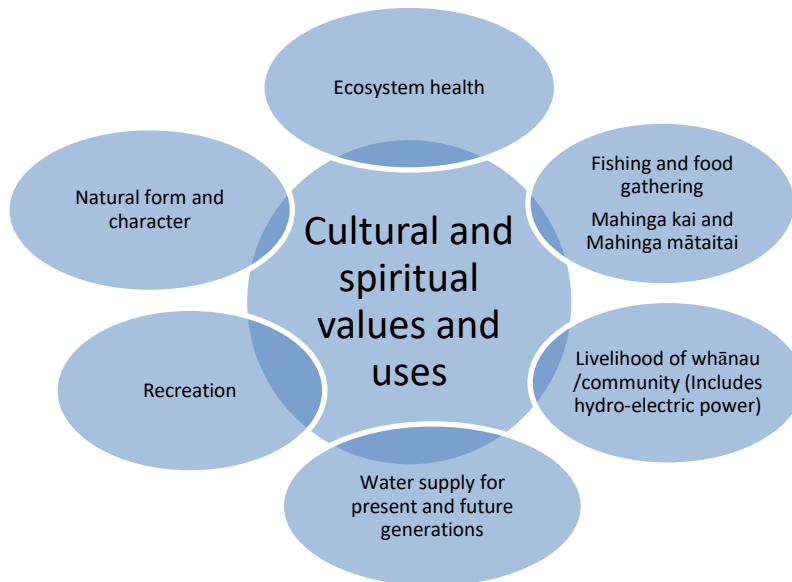 Ecosystem health
Fishing and food
gathering
Mahinga kai and
Mahinga mātaitai
Natural form and
character
Cultural and
spiritual
values and
uses
Livelihood of whānau
/community (Includes
hydro-electric power)
Recreation
Water supply for
present and future
generations